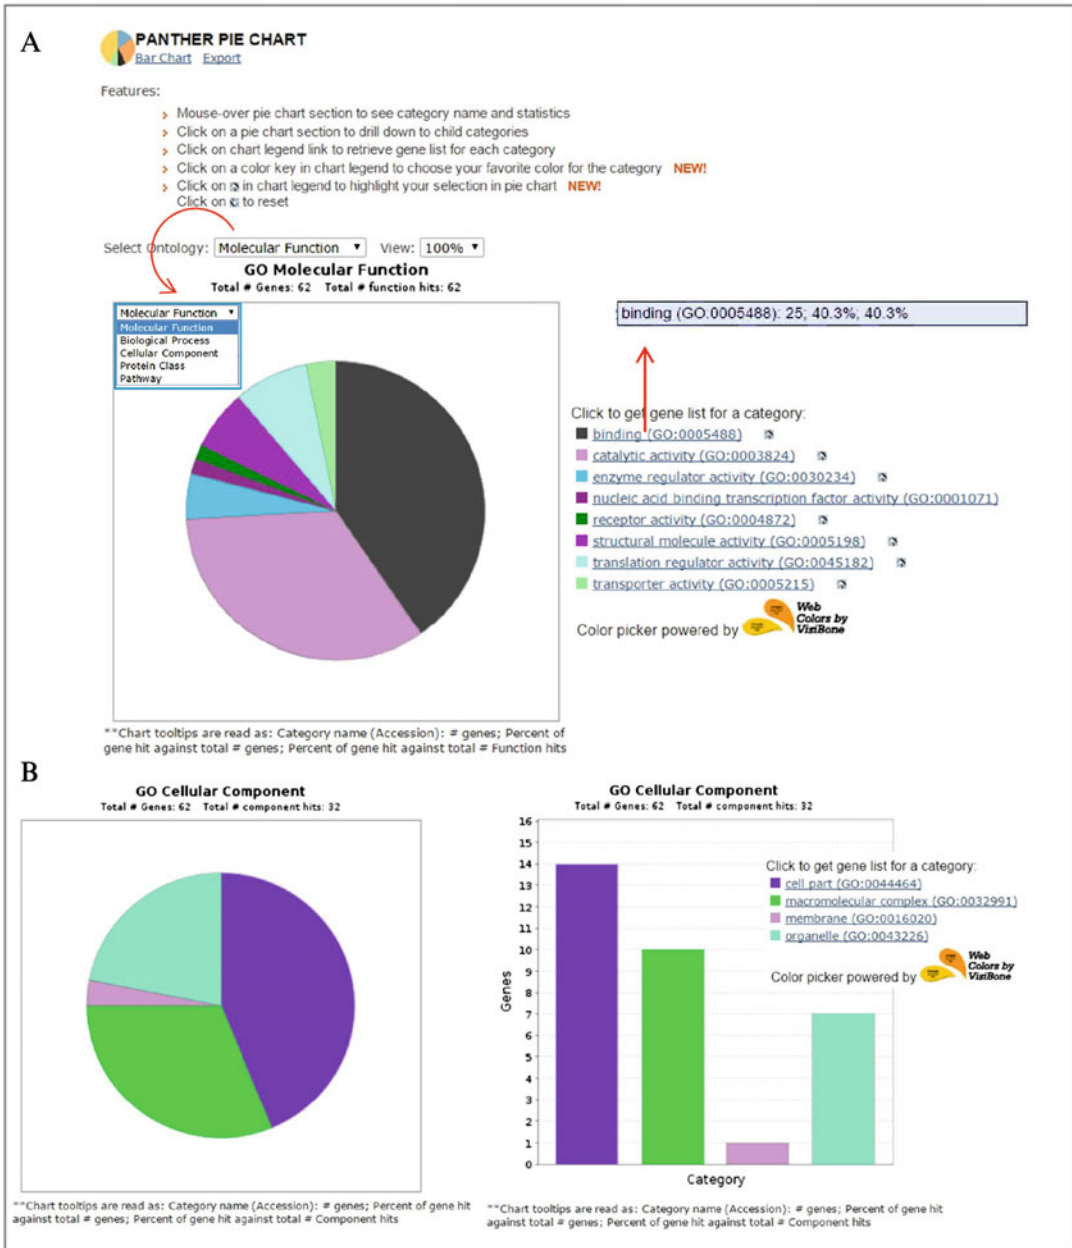 A
PANTHER PIE CHART
Bar Chart Export
Features:
Mouse-over pie chart section to see category name and statistics
Click on a pie chart section to drill down to child categories
Click on chart legend link to retrieve gene list for each category
Click on a color key in chart legend to choose your favorite color for the category NEW!
Click on in chart legend to highlight your selection in pie chart NEW!
Click on to reset
Select Ontology: Molecular Function View: 100%
GO Molecular Function
Total # Genes: 62 Total # function hits: 62
Molecular Function
Molecular Function
Biological Process
Cellular Component
Protein Class
Pathway
binding (GO:0005488): 25; 40.3%; 40.3%
Click to get gene list for a category:
binding (GO:0005488)
catalytic activity (GO:0003824)
enzyme regulator activity (GO:0030234)
nucleic acid binding transcription factor activity (GO:0001071)
receptor activity (GO:0004872)
structural molecule activity (GO:0005198)
translation regulator activity (GO:0045182)
transporter activity (GO:0005215)
Color picker powered by
Web
Colors by
VisiBone
**Chart tooltips are read as: Category name (Accession): # genes; Percent of
gene hit against total # genes; Percent of gene hit against total # Function hits
B
GO Cellular Component
Total # Genes: 62 Total # component hits: 32
**Chart tooltips are read as: Category name (Accession): # genes; Percent of gene hit
against total # genes; Percent of gene hit against total # Component hits
GO Cellular Component
Total # Genes: 62 Total # component hits: 32
16
15
14
13
12
11
10
9
8
7
6
5
4
3
2
1
0
Genes
Category
Click to get gene list for a category:
cell part (GO:0044464)
macromolecular complex (GO:0032991)
membrane (GO:0016020)
organelle (GO:0043226)
Color picker powered by
Web
Colors by
VisiBone
**Chart tooltips are read as: Category name (Accession): # genes; Percent of gene hit
against total # genes; Percent of gene hit against total # Component hits